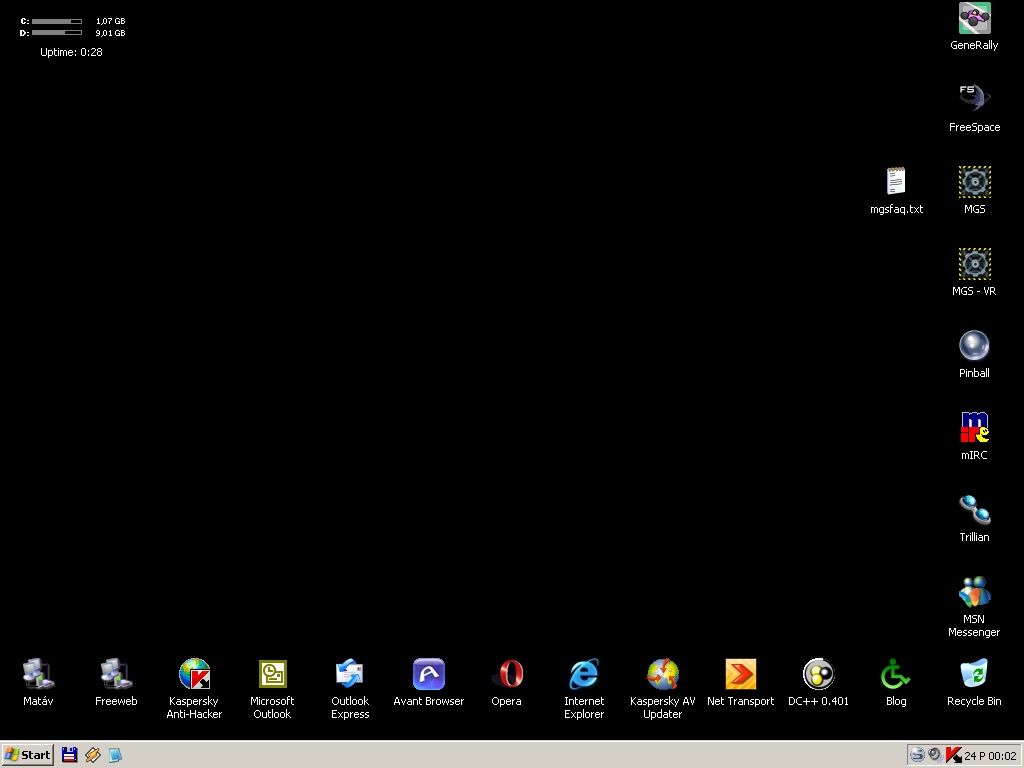 C: 1,07 GB
D: 9,01 GB
Uptime: 0:28
GeneRally
FS
FreeSpace
mgsfaq.txt
MGS
MGS - VR
Pinball
mIRC
mIRC
Trillian
MSN
Messenger
Matáv
Freeweb
Kaspersky
Anti-Hacker
Microsoft
Outlook
Outlook
Express
Avant Browser
Opera
Internet
Explorer
Kaspersky AV
Updater
Net Transport
DC++ 0.401
Blog
Recycle Bin
Start
24 P 00:02